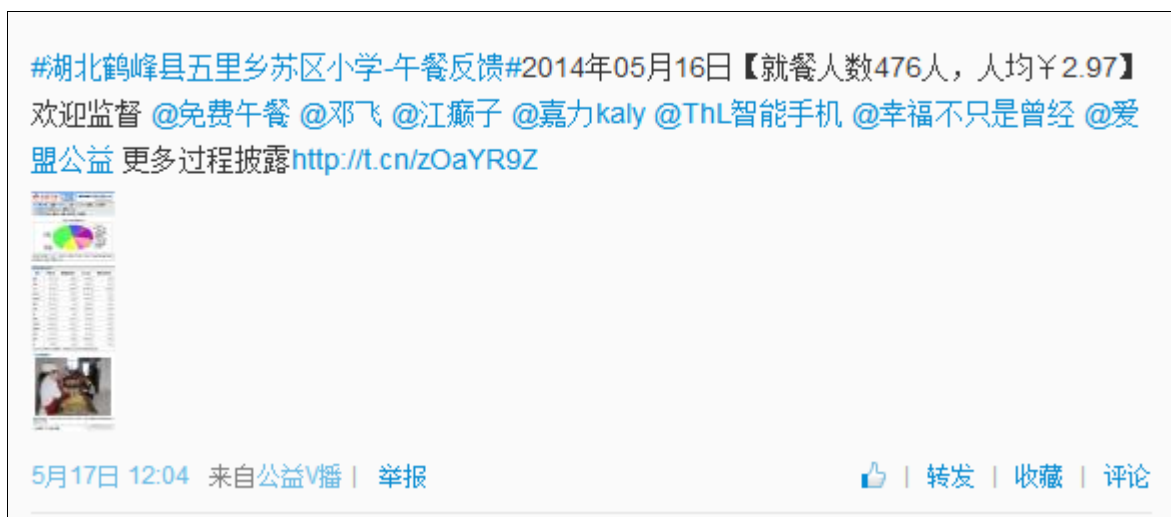 #湖北鹤峰县五里乡苏区小学-午餐反馈#2014年05月16日【就餐人数476人，人均￥2.97】
欢迎监督 @免费午餐 @邓飞 @江癫子 @嘉力kaly @ThL智能手机 @幸福不只是曾经 @爱
盟公益 更多过程披露http://t.cn/zOaYR9Z
5月17日 12:04 来自公益V播 | 举报 | 转发 | 收藏 | 评论